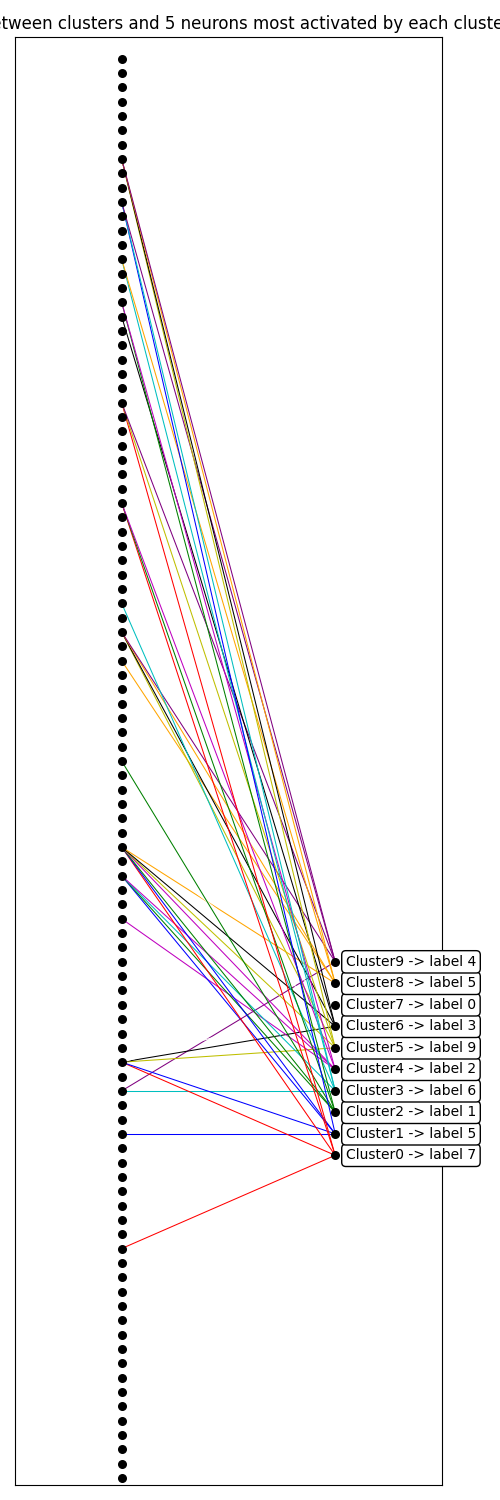 between clusters and 5 neurons most activated by each cluster
Cluster9 -> label 4
Cluster8 -> label 5
Cluster7 -> label 0
Cluster6 -> label 3
Cluster5 -> label 9
Cluster4 -> label 2
Cluster3 -> label 6
Cluster2 -> label 1
Cluster1 -> label 5
Cluster0 -> label 7